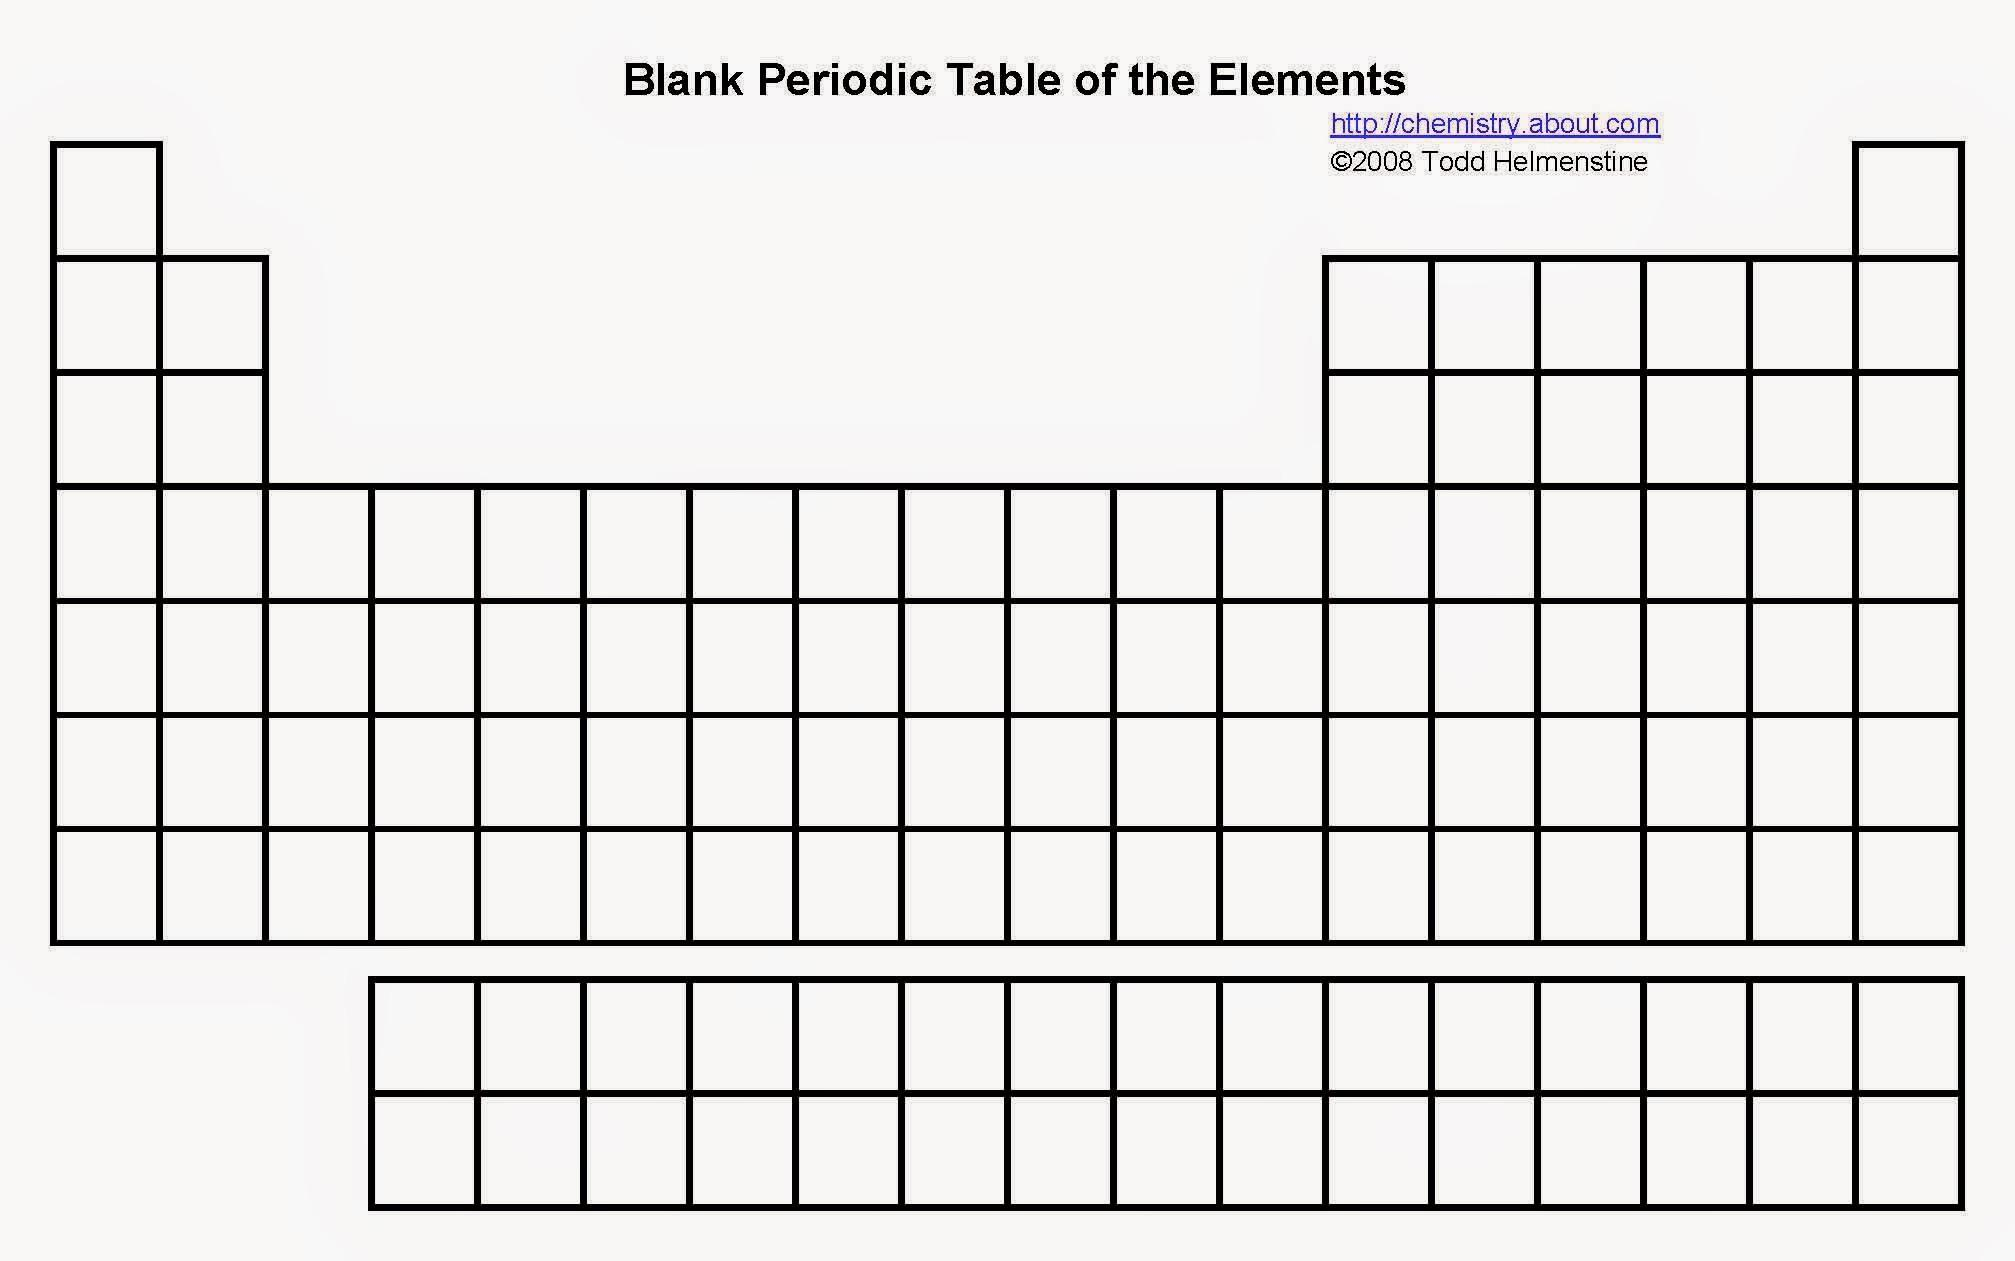 Blank Periodic Table of the Elements
http://chemistry.about.com
©2008 Todd Helmenstine